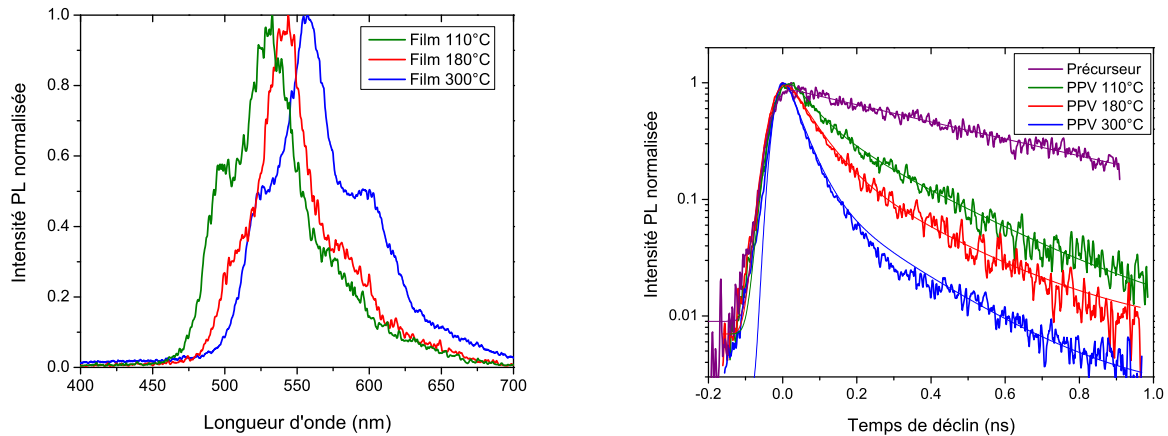 1.0
0.8
0.6
0.4
0.2
0.0
400
450
500
550
600
650
700
Intensité PL normalisée
Longueur d'onde (nm)
Film 110°C
Film 180°C
Film 300°C
1
0.1
0.01
-0.2
0.0
0.2
0.4
0.6
0.8
1.0
Intensité PL normalisée
Temps de déclin (ns)
Précurseur
PPV 110°C
PPV 180°C
PPV 300°C